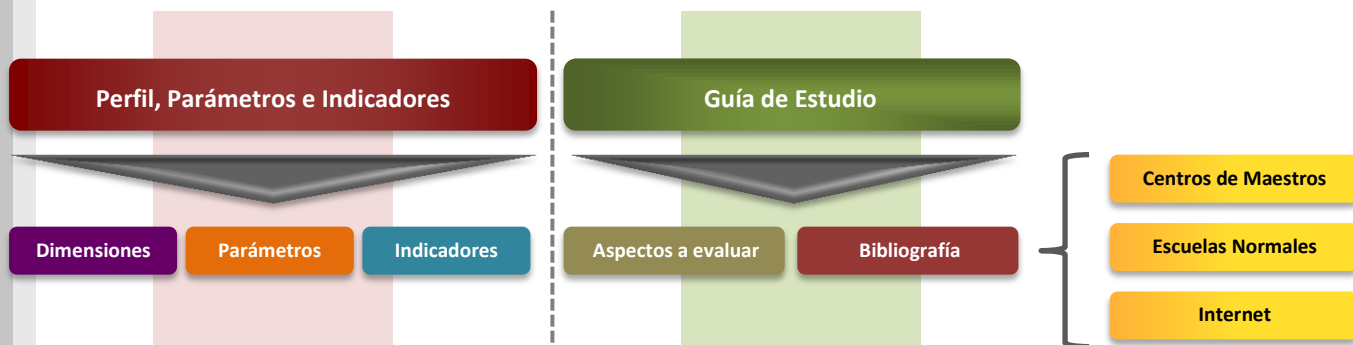 Perfil, Parámetros e Indicadores
Guía de Estudio
Dimensiones
Parámetros
Indicadores
Aspectos a evaluar
Bibliografía
Centros de Maestros
Escuelas Normales
Internet